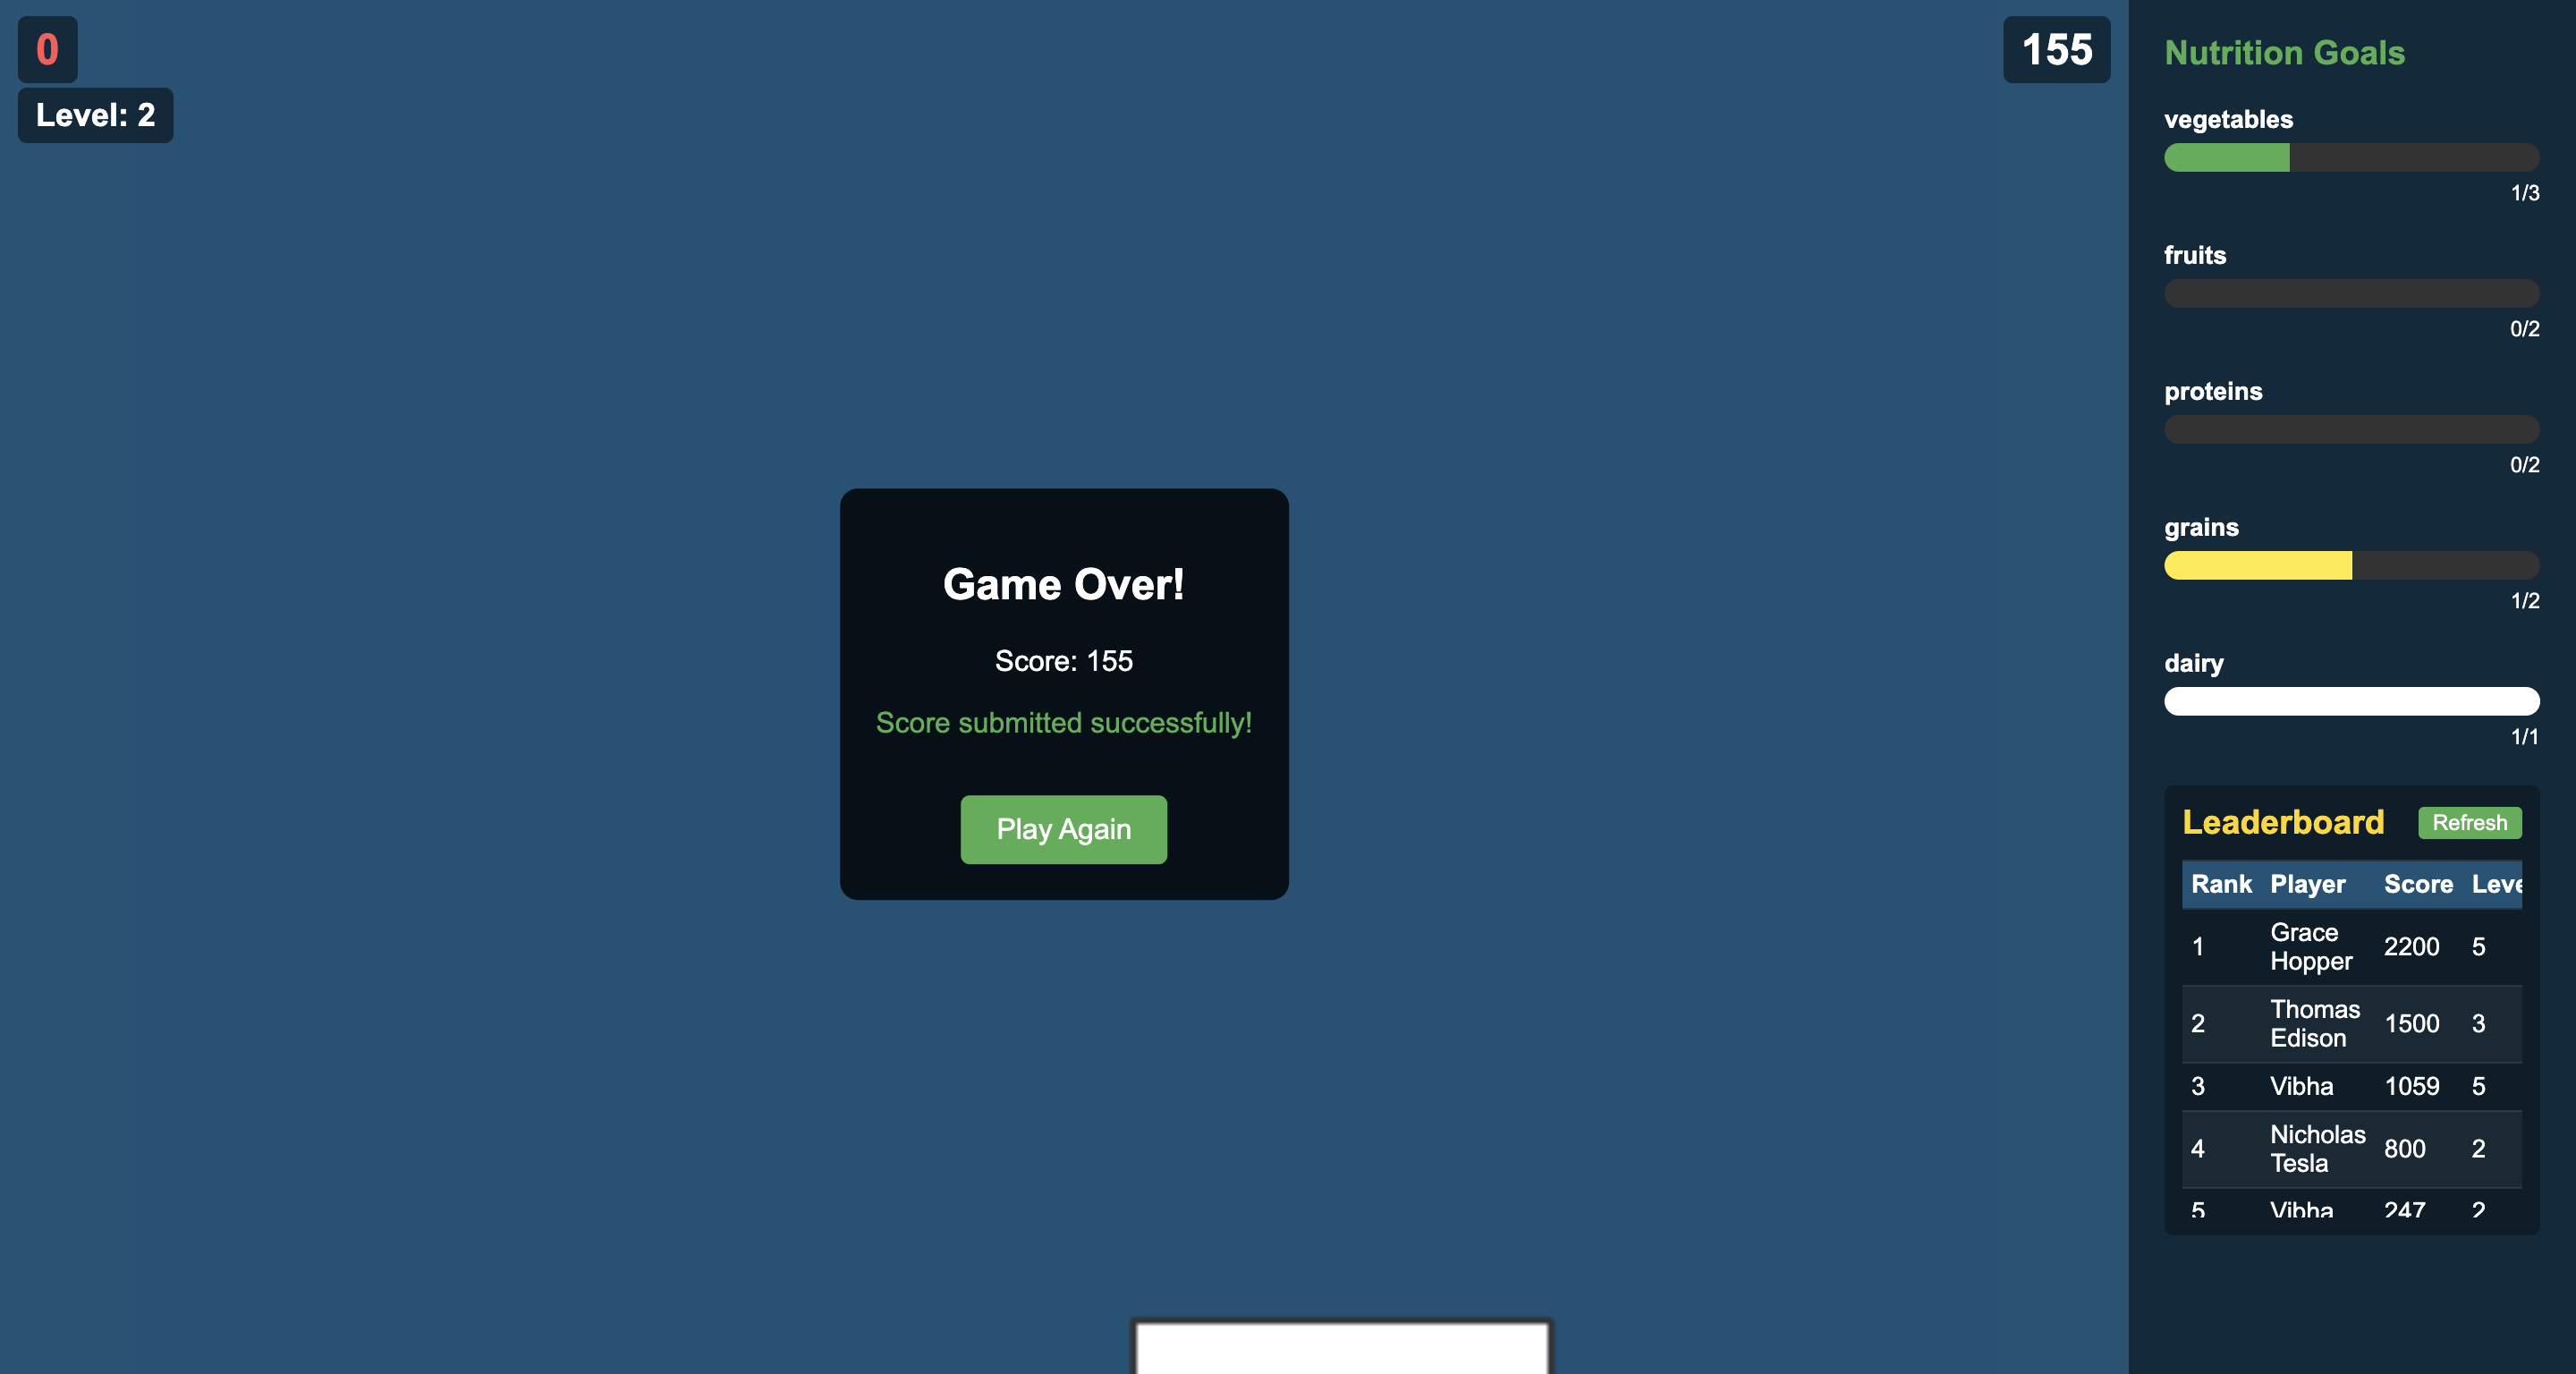 0
155
Level: 2
Game Over!
Score: 155
Score submitted successfully!
Play Again
Nutrition Goals
vegetables
1/3
fruits
0/2
proteins
0/2
grains
1/2
dairy
1/1
Leaderboard Refresh
Rank Player Score Leve
1 Grace Hopper 2200 5
2 Thomas Edison 1500 3
3 Vibha 1059 5
4 Nicholas Tesla 800 2
5 Vibha 247 2